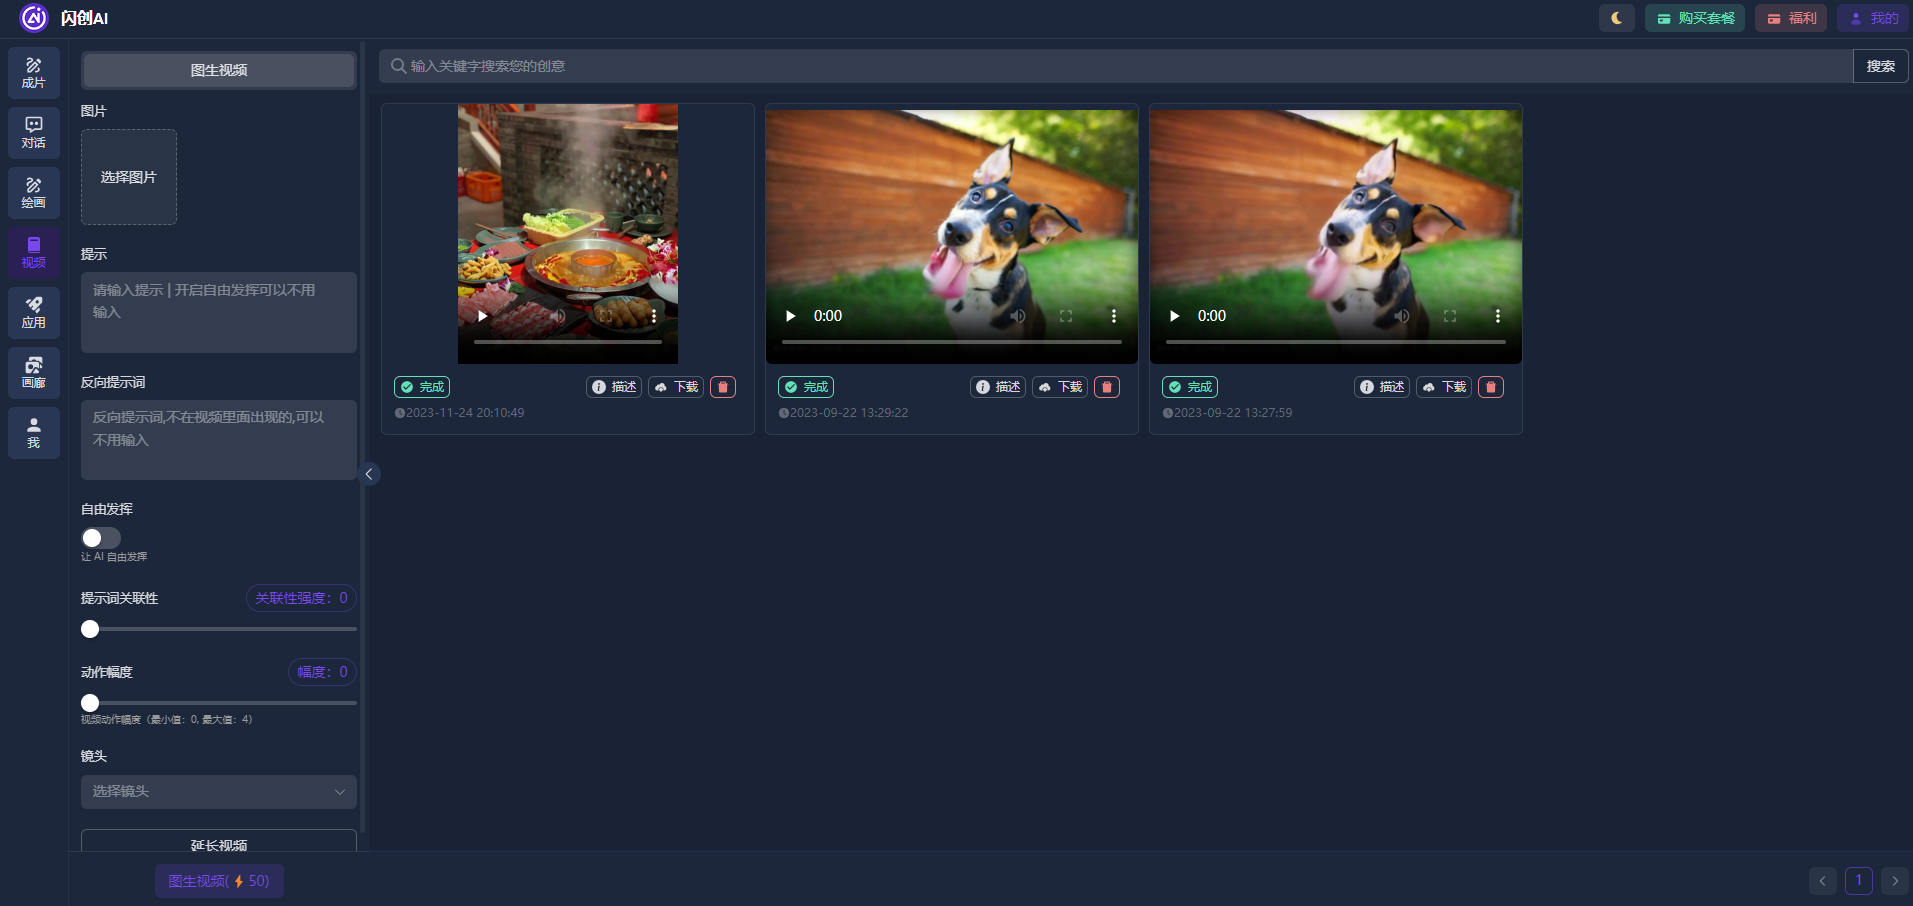 闪创AI
购买套餐
福利
我的
成片
对话
绘画
视频
应用
画廊
我
图生视频
图片
选择图片
提示
请输入提示 | 开启自由发挥可以不用
输入
反向提示词
反向提示词,不在视频里面出现的,可以
不用输入
自由发挥
让 AI 自由发挥
提示词关联性
关联性强度：0
动作幅度
幅度：0
视频动作幅度（最小值：0, 最大值：4）
镜头
选择镜头
延长视频
图生视频(50)
输入关键字搜索您的创意
搜索
完成
描述
下载
2023-11-24 20:10:49
0:00
完成
描述
下载
2023-09-22 13:29:22
0:00
完成
描述
下载
2023-09-22 13:27:59
1